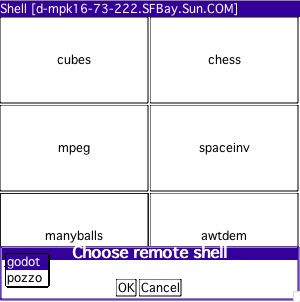 Shell [d-mpk16-73-222.SFBay.Sun.COM]
cubes chess
mpeg spaceinv
manyballs awtdem
Choose remote shell
godot
pozzo
OK Cancel